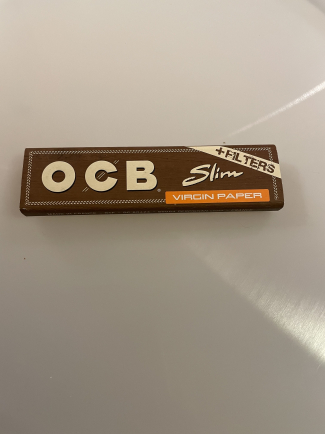 OCB
Slim
+FILTERS
VIRGIN PAPER